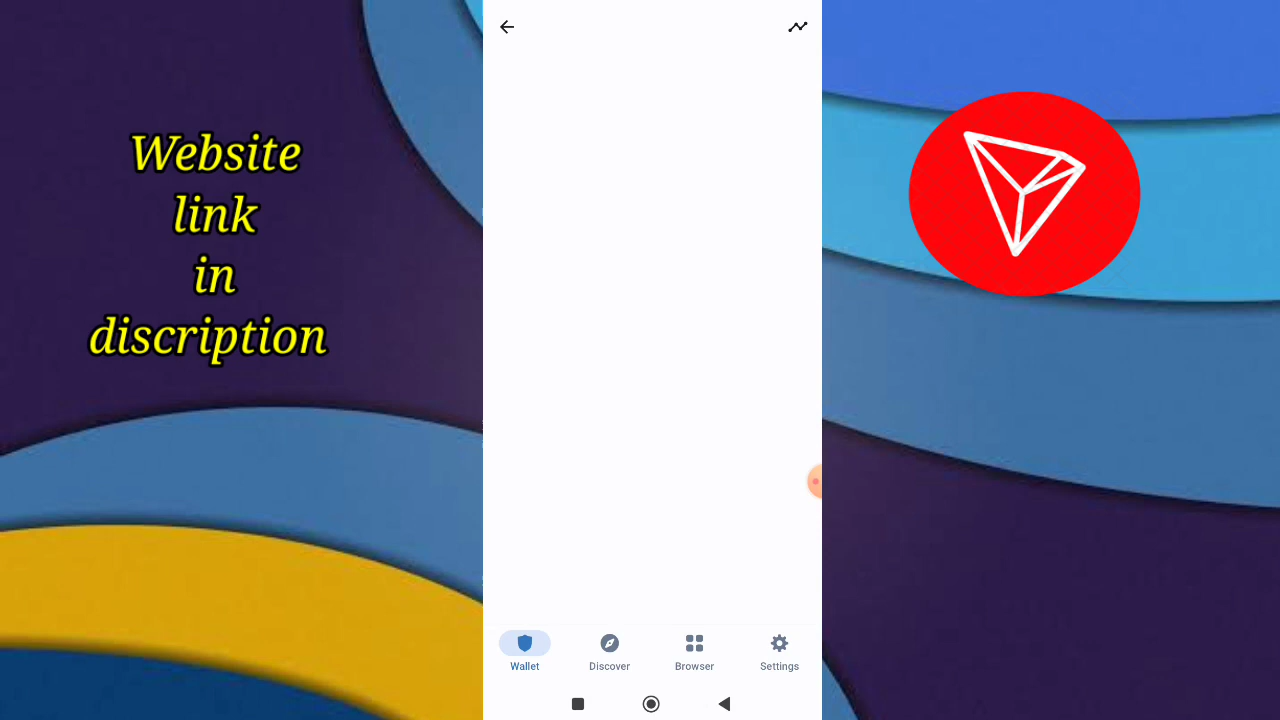 Website
link
in
discription
Wallet
Discover
Browser
Settings